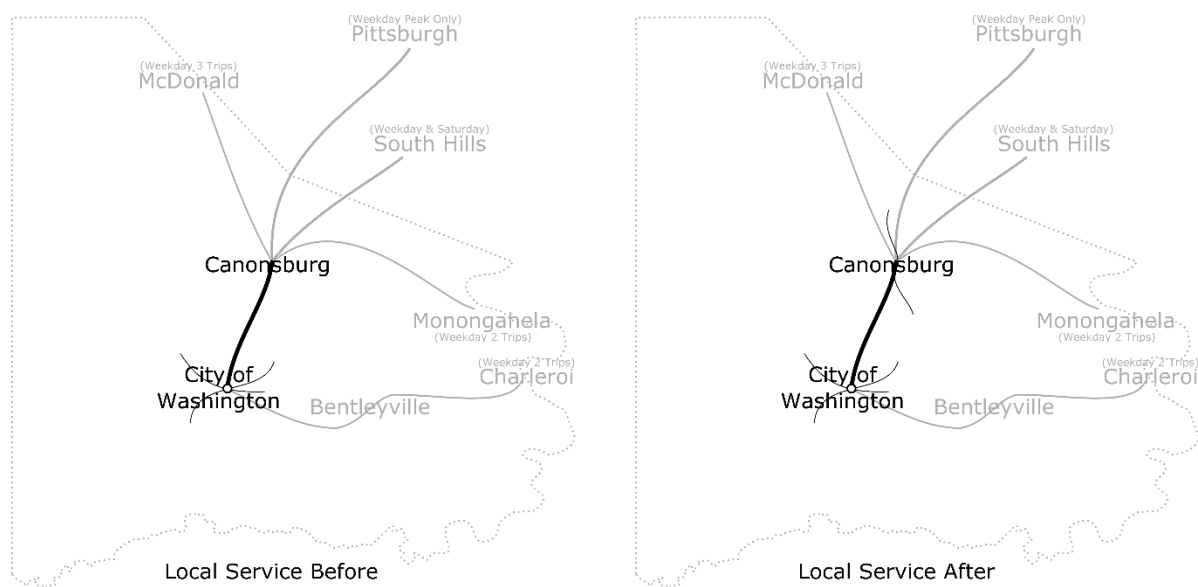 (Weekday Peak Only)
Pittsburgh
(Weekday 3 Trips)
McDonald
(Weekday & Saturday)
South Hills
Canonsburg
Monongahela
(Weekday 2 Trips)
(Weekday 2 Trips)
Charleroi
City of
Washington
Bentleyville
Local Service Before
(Weekday Peak Only)
Pittsburgh
(Weekday 3 Trips)
McDonald
(Weekday & Saturday)
South Hills
Canonsburg
Monongahela
(Weekday 2 Trips)
(Weekday 2 Trips)
Charleroi
City of
Washington
Bentleyville
Local Service After